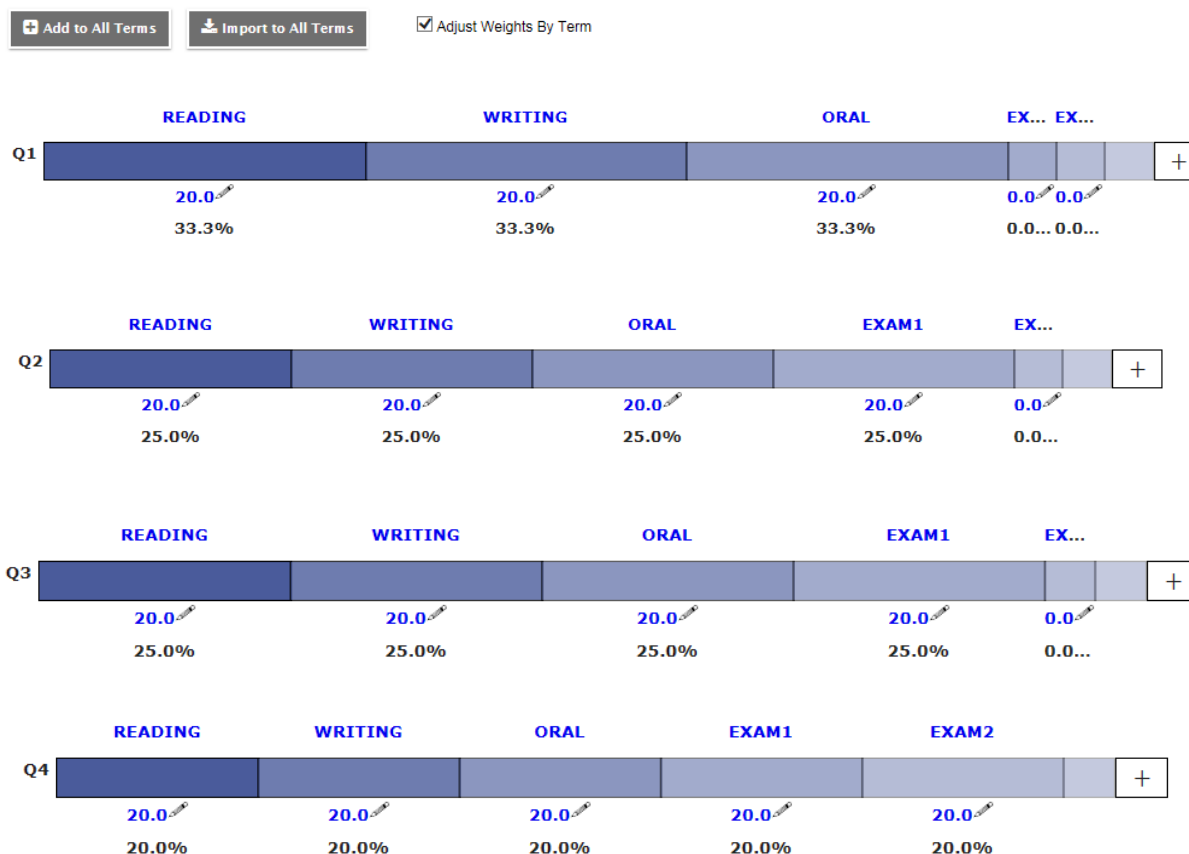 Add to All Terms Import to All Terms Adjust Weights By Term
READING WRITING ORAL EX... EX...
Q1 +
20.0 20.0 20.0 0.0 0.0
33.3% 33.3% 33.3% 0.0... 0.0...
READING WRITING ORAL EXAM1 EX...
Q2 +
20.0 20.0 20.0 20.0 0.0
25.0% 25.0% 25.0% 25.0% 0.0...
READING WRITING ORAL EXAM1 EX...
Q3 +
20.0 20.0 20.0 20.0 0.0
25.0% 25.0% 25.0% 25.0% 0.0...
READING WRITING ORAL EXAM1 EXAM2
Q4 +
20.0 20.0 20.0 20.0 20.0
20.0% 20.0% 20.0% 20.0% 20.0%